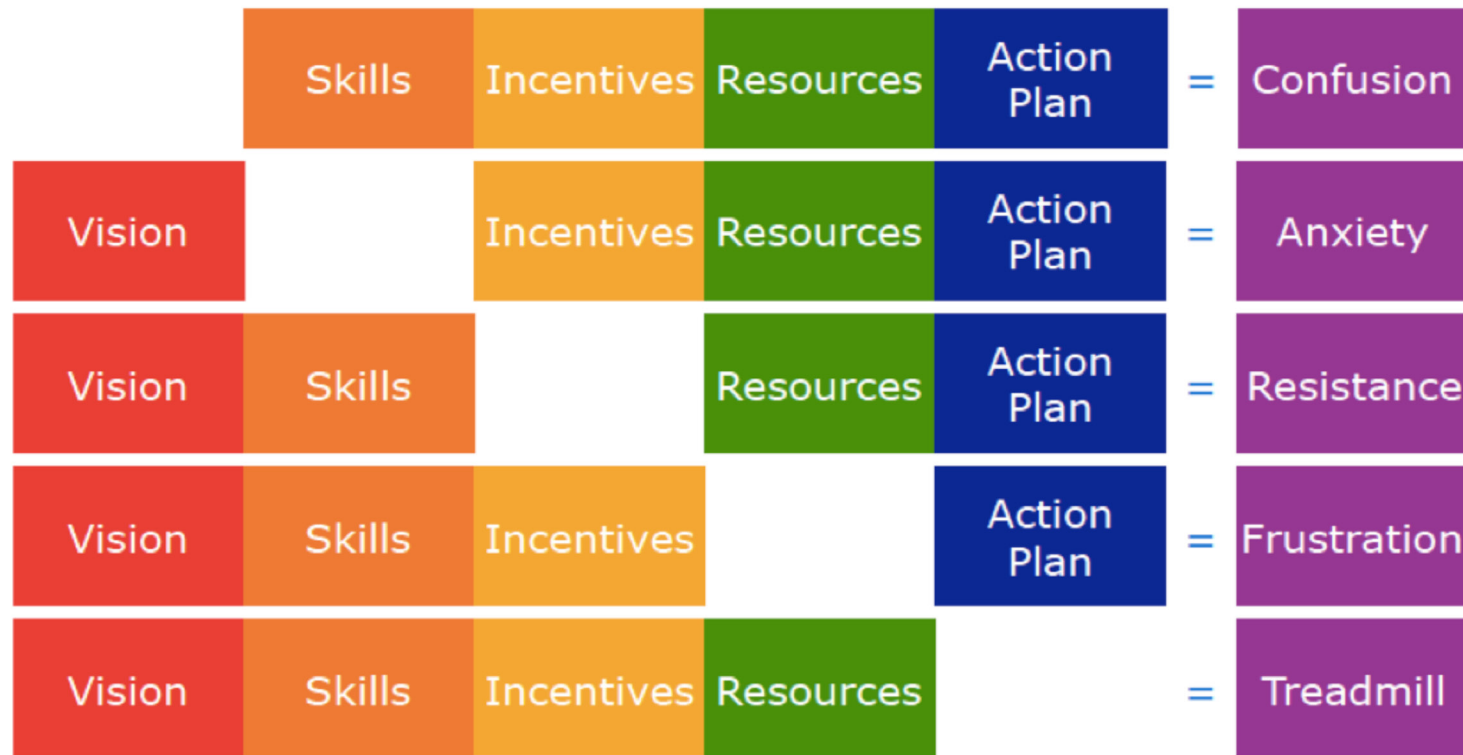 Skills Incentives Resources Action Plan = Confusion
Vision Incentives Resources Action Plan = Anxiety
Vision Skills Resources Action Plan = Resistance
Vision Skills Incentives Action Plan = Frustration
Vision Skills Incentives Resources = Treadmill